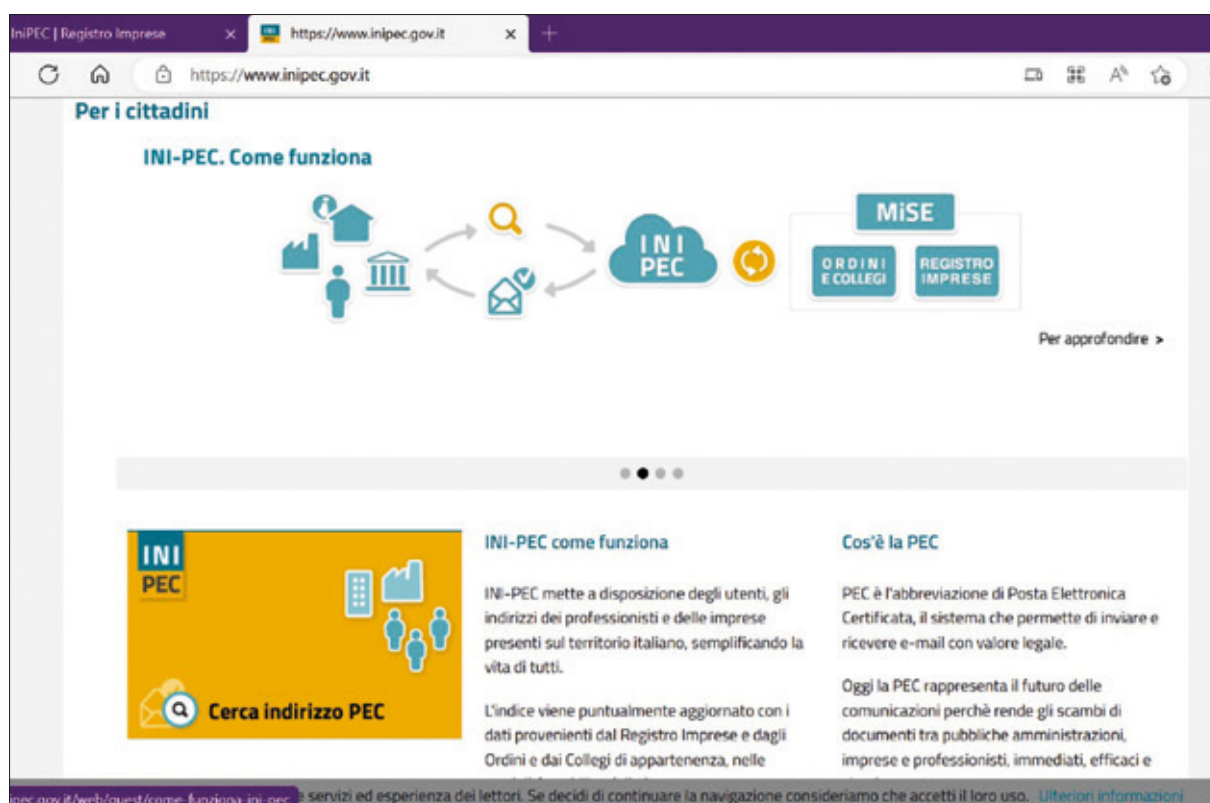 IniPEC | Registro Imprese
https://www.inipec.gov.it
https://www.inipec.gov.it
Per i cittadini
INI-PEC. Come funziona
INI
PEC
MiSE
ORDINI
E COLLEGI
REGISTRO
IMPRESE
Per approfondire >
INI
PEC
Cerca indirizzo PEC
INI-PEC come funziona
INI-PEC mette a disposizione degli utenti, gli
indirizzi dei professionisti e delle imprese
presenti sul territorio italiano, semplificando la
vita di tutti.
L'indice viene puntualmente aggiornato con i
dati provenienti dal Registro Imprese e dagli
Ordini e dai Collegi di appartenenza, nelle
Cos'è la PEC
PEC è l'abbreviazione di Posta Elettronica
Certificata, il sistema che permette di inviare e
ricevere e-mail con valore legale.
Oggi la PEC rappresenta il futuro delle
comunicazioni perchè rende gli scambi di
documenti tra pubbliche amministrazioni,
imprese e professionisti, immediati, efficaci e
servizi ed esperienza dei lettori. Se decidi di continuare la navigazione consideriamo che accetti il loro uso. Ulteriori informazioni
ipec.gov.it/web/guest/come-funziona-ini-pec